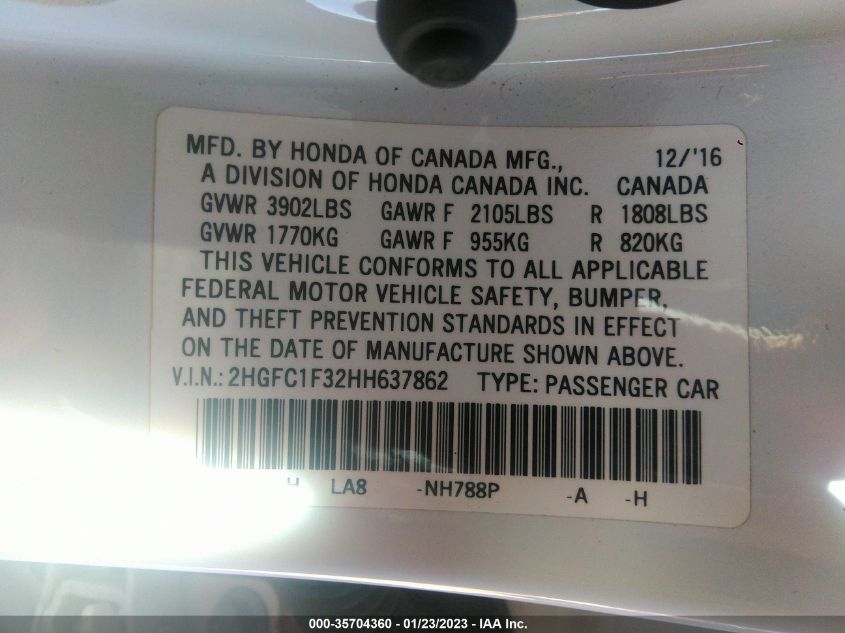 MFD. BY HONDA OF CANADA MFG., 12/'16
A DIVISION OF HONDA CANADA INC. CANADA
GVWR 3902LBS GAWR F 2105LBS R 1808LBS
GVWR 1770KG GAWR F 955KG R 820KG
THIS VEHICLE CONFORMS TO ALL APPLICABLE
FEDERAL MOTOR VEHICLE SAFETY, BUMPER,
AND THEFT PREVENTION STANDARDS IN EFFECT
ON THE DATE OF MANUFACTURE SHOWN ABOVE.
V.I.N.: 2HGFC1F32HH637862 TYPE: PASSENGER CAR
H LA8 -NH788P -A -H
000-35704360 - 01/23/2023 - © IAA Inc.